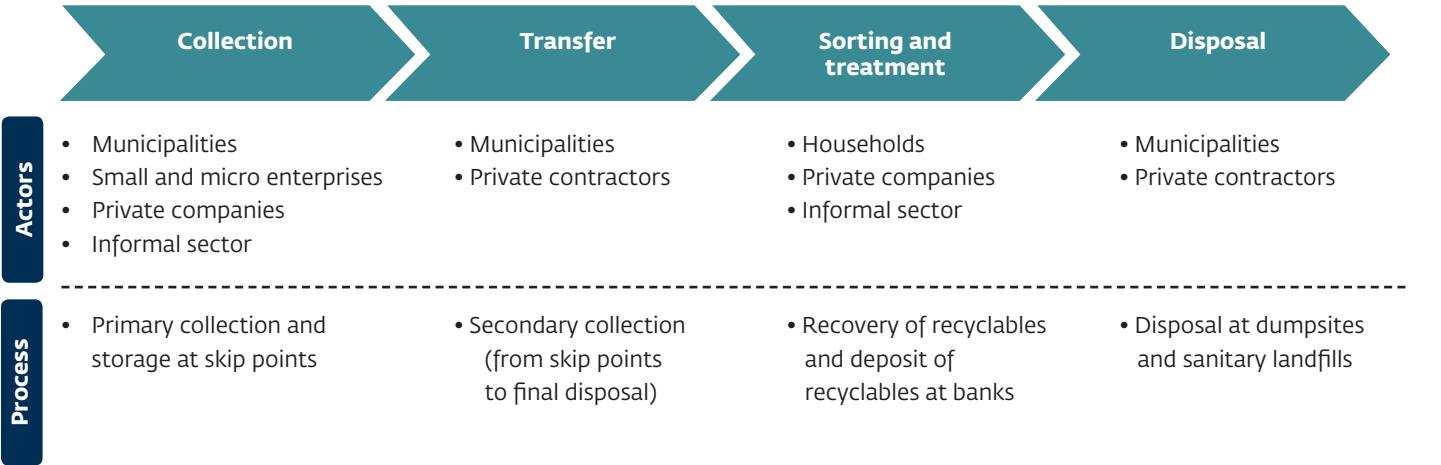 Collection
Transfer
Sorting and
treatment
Disposal
Actors
• Municipalities
• Small and micro enterprises
• Private companies
• Informal sector
• Municipalities
• Private contractors
• Households
• Private companies
• Informal sector
• Municipalities
• Private contractors
Process
• Primary collection and
storage at skip points
• Secondary collection
(from skip points
to final disposal)
• Recovery of recyclables
and deposit of
recyclables at banks
• Disposal at dumpsites
and sanitary landfills